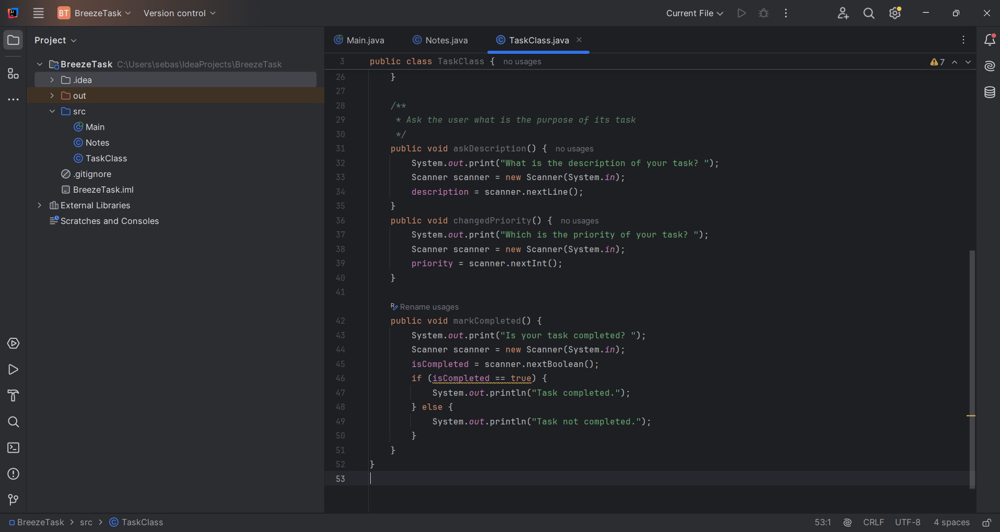 BT BreezeTask Version control Current File
Project
Main.java Notes.java TaskClass.java
BreezeTask C:\Users\sebas\IdeaProjects\BreezeTask
.idea
out
src
Main
Notes
TaskClass
.gitignore
BreezeTask.iml
External Libraries
Scratches and Consoles
3 public class TaskClass { no usages 7
26 }
27
28 /**
29 * Ask the user what is the purpose of its task
30 */
31 public void askDescription() { no usages
32 System.out.print("What is the description of your task? ");
33 Scanner scanner = new Scanner(System.in);
34 description = scanner.nextLine();
35 }
36 public void changedPriority() { no usages
37 System.out.print("Which is the priority of your task? ");
38 Scanner scanner = new Scanner(System.in);
39 priority = scanner.nextInt();
40 }
41
Rename usages
42 public void markCompleted() {
43 System.out.print("Is your task completed? ");
44 Scanner scanner = new Scanner(System.in);
45 isCompleted = scanner.nextBoolean();
46 if (isCompleted == true) {
47 System.out.println("Task completed.");
48 } else {
49 System.out.println("Task not completed.");
50 }
51 }
52 }
53
BreezeTask > src > TaskClass 53:1 CRLF UTF-8 4 spaces